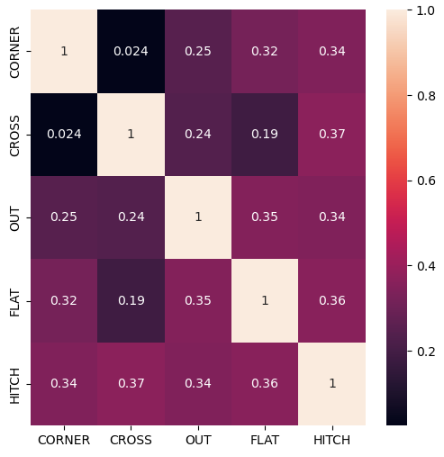 CORNER 1 0.024 0.25 0.32 0.34
CROSS 0.024 1 0.24 0.19 0.37
OUT 0.25 0.24 1 0.35 0.34
FLAT 0.32 0.19 0.35 1 0.36
HITCH 0.34 0.37 0.34 0.36 1
CORNER CROSS OUT FLAT HITCH
1.0
0.8
0.6
0.4
0.2